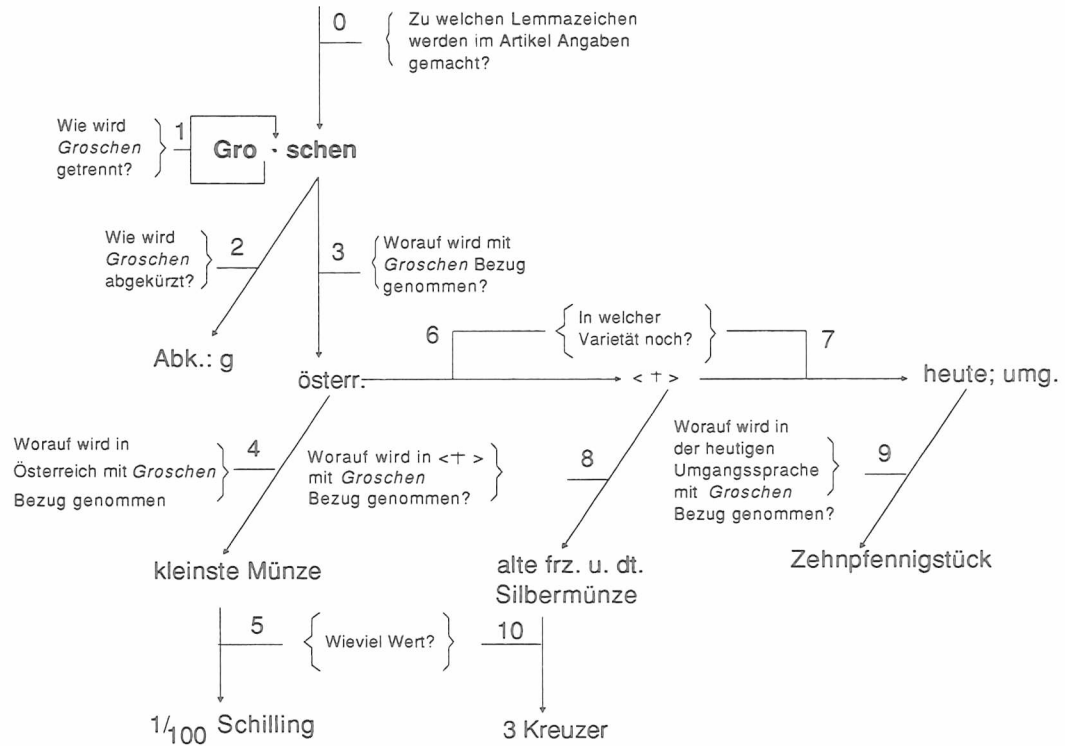 0
Zu welchen Lemmazeichen
werden im Artikel Angaben
gemacht?
Wie wird
Groschen
getrennt?
1
Gro · schen
Wie wird
Groschen
abgekürzt?
2
3
Worauf wird mit
Groschen Bezug
genommen?
Abk.: g
6
In welcher
Varietät noch?
7
österr.
< † >
heute; umg.
Worauf wird in
Österreich mit Groschen
Bezug genommen
4
Worauf wird in < † >
mit Groschen
Bezug genommen?
8
Worauf wird in
der heutigen
Umgangssprache
mit Groschen
Bezug genommen?
9
kleinste Münze
alte frz. u. dt.
Silbermünze
Zehnpfennigstück
5
Wieviel Wert?
10
1/100 Schilling
3 Kreuzer